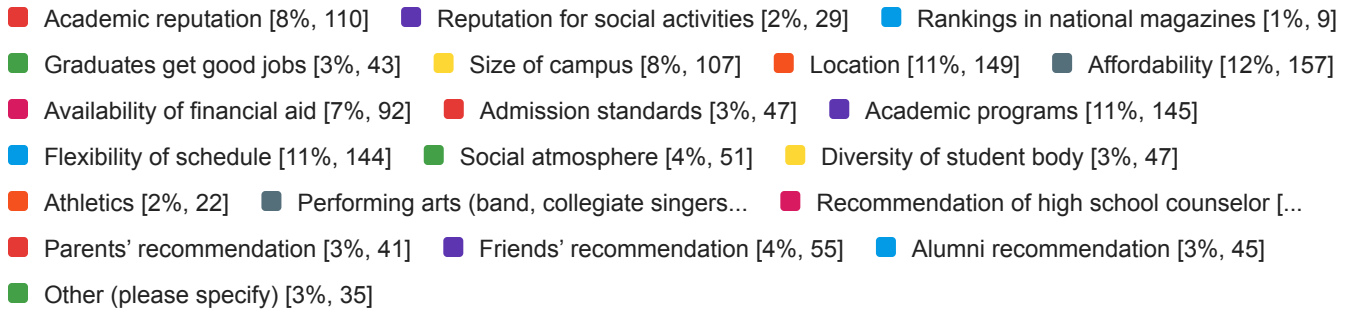 Academic reputation [8%, 110] Reputation for social activities [2%, 29] Rankings in national magazines [1%, 9]
Graduates get good jobs [3%, 43] Size of campus [8%, 107] Location [11%, 149] Affordability [12%, 157]
Availability of financial aid [7%, 92] Admission standards [3%, 47] Academic programs [11%, 145]
Flexibility of schedule [11%, 144] Social atmosphere [4%, 51] Diversity of student body [3%, 47]
Athletics [2%, 22] Performing arts (band, collegiate singers... Recommendation of high school counselor [...
Parents’ recommendation [3%, 41] Friends’ recommendation [4%, 55] Alumni recommendation [3%, 45]
Other (please specify) [3%, 35]